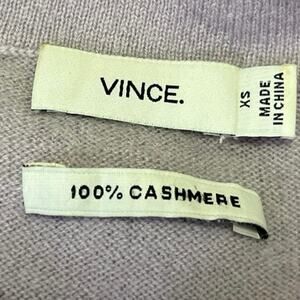 VINCE.
XS
MADE
IN CHINA
100% CASHMERE